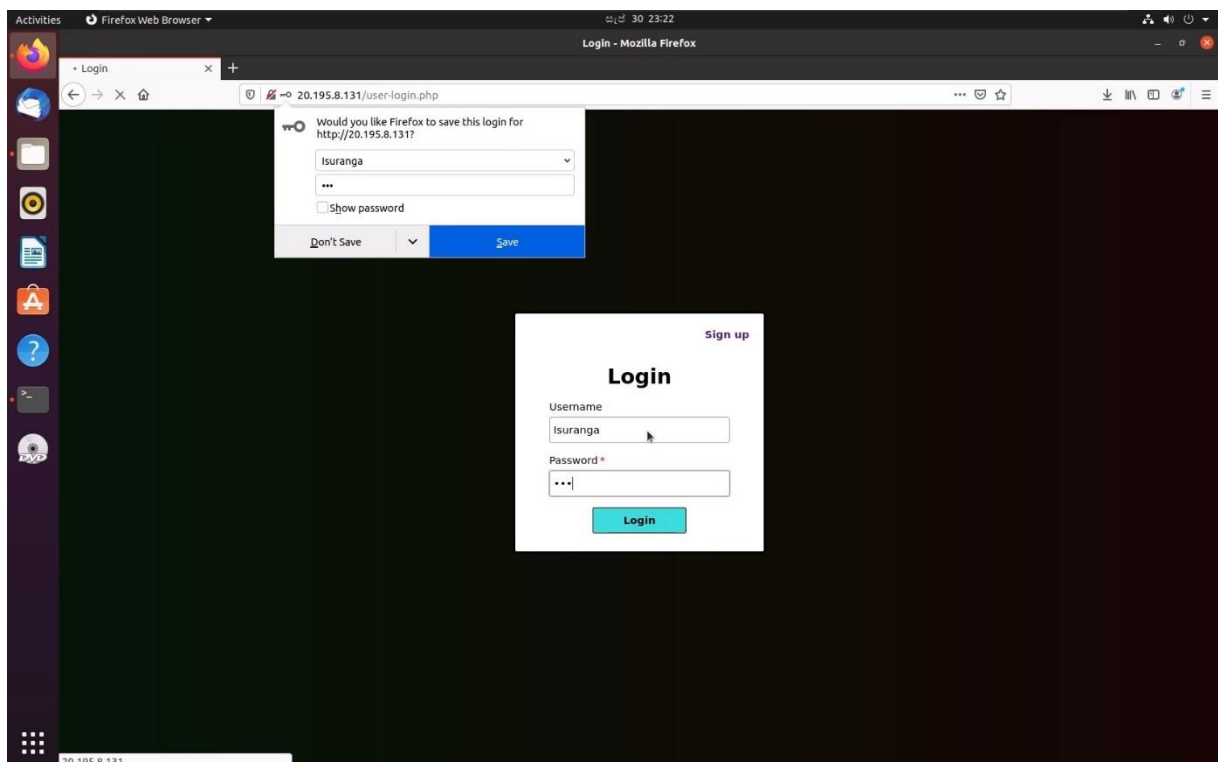 Activities Firefox Web Browser සැප් 30 23:22
Login - Mozilla Firefox
Login
20.195.8.131/user-login.php
Would you like Firefox to save this login for
http://20.195.8.131?
Isuranga
Show password
Don't Save Save
Sign up
Login
Username
Isuranga
Password *
Login
DVD
20.195.8.131